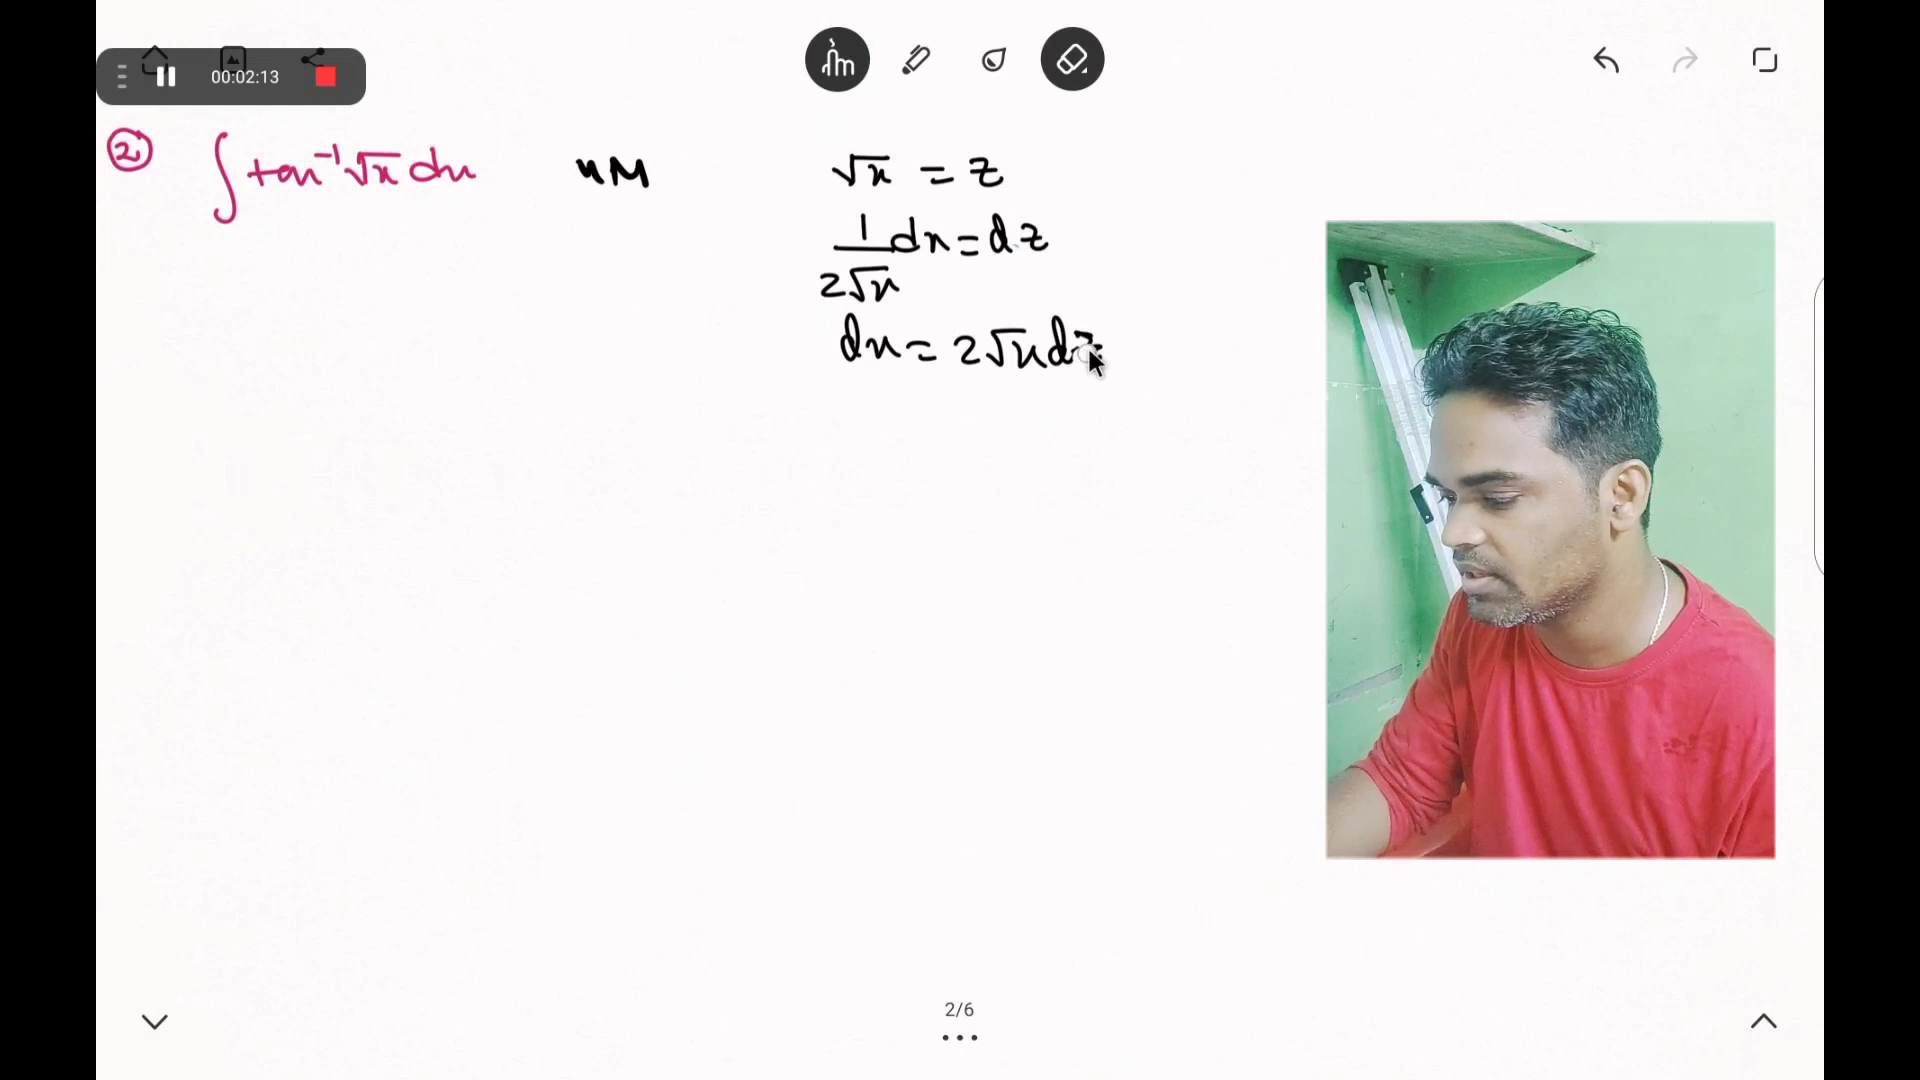 00:02:13
② ∫ tan⁻¹√x dx 4M
√x = z
1/2√x dx = dz
dx = 2√x dz
2/6